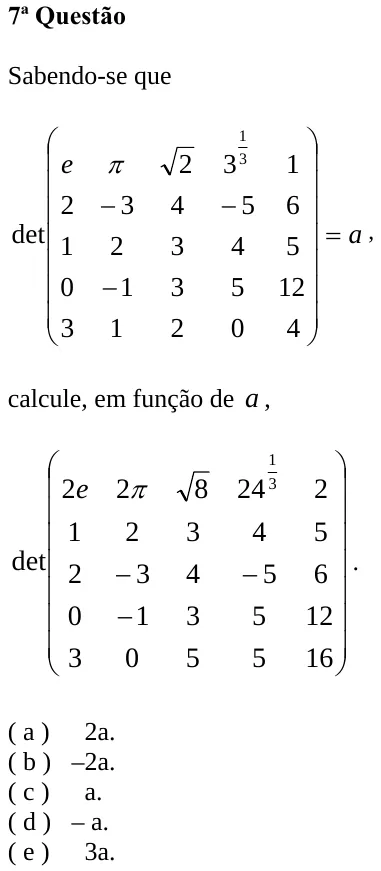 7ª Questão
Sabendo-se que
det
e π √2 3^(1/3) 1
2 −3 4 −5 6
1 2 3 4 5
0 −1 3 5 12
3 1 2 0 4
= a ,
calcule, em função de a ,
det
2e 2π √8 24^(1/3) 2
1 2 3 4 5
2 −3 4 −5 6
0 −1 3 5 12
3 0 5 5 16
.
( a ) 2a.
( b ) –2a.
( c ) a.
( d ) – a.
( e ) 3a.